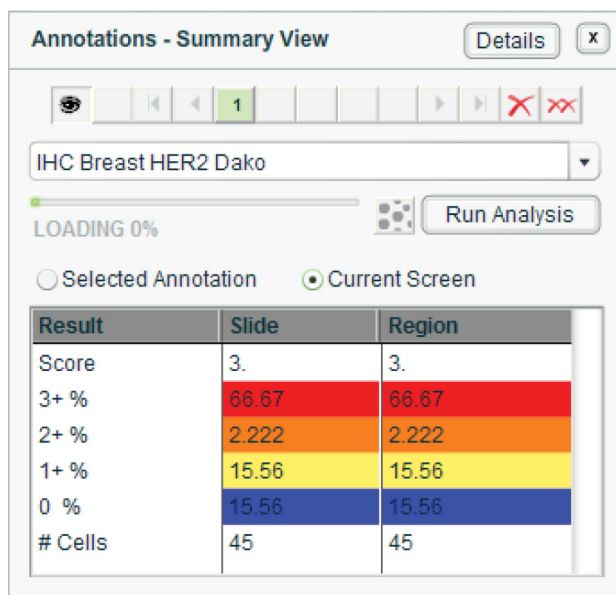 Annotations - Summary View Details X
1
IHC Breast HER2 Dako
LOADING 0% Run Analysis
Selected Annotation Current Screen
Result Slide Region
Score 3. 3.
3+ % 66.67 66.67
2+ % 2.222 2.222
1+ % 15.56 15.56
0 % 15.56 15.56
# Cells 45 45